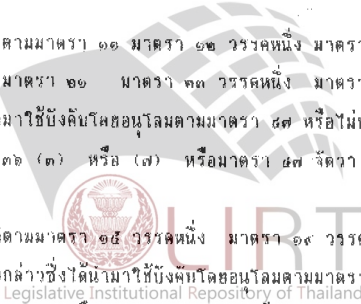 ตามมาตรา ๑๑ มาตรา ๑๒ วรรคหนึ่ง มาตรา
มาตรา ๒๑ มาตรา ๓๓ วรรคหนึ่ง มาตรา
มาใช้บังคับโดยอนุโลมตามมาตรา ๔๗ หรือไม่
๓๖ (๓) หรือ (๗) หรือมาตรา ๔๗ จัตวา
LIRT
ตามมาตรา ๑๕ วรรคหนึ่ง มาตรา ๑๙ วรรค
กล่าวซึ่งได้นำมาใช้บังคับโดยอนุโลมตามมาตรา
Legislative Institutional Repository of Thailand